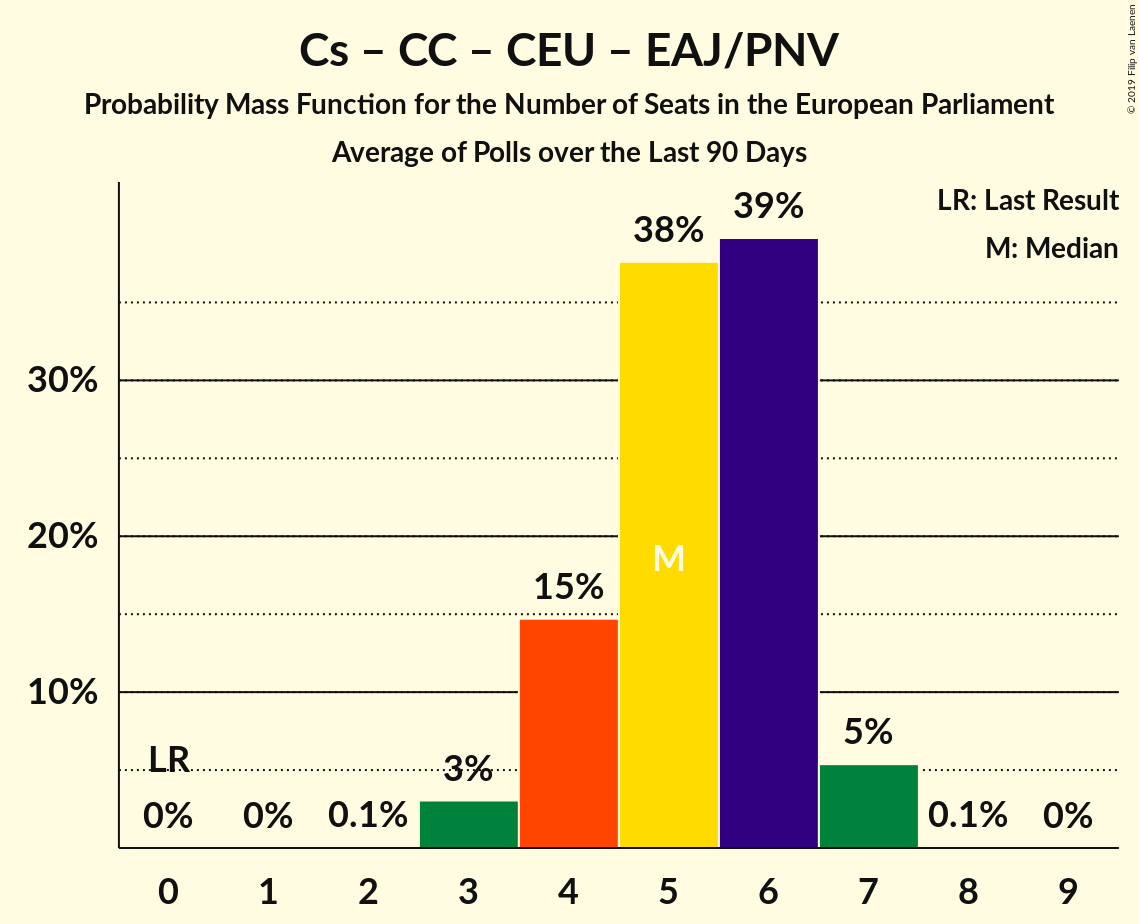 Cs – CC – CEU – EAJ/PNV
Probability Mass Function for the Number of Seats in the European Parliament
Average of Polls over the Last 90 Days
© 2019 Filip van Laenen
LR: Last Result
M: Median
39%
38%
30%
20%
M
15%
10%
5%
LR
3%
0% 0% 0.1% 0.1% 0%
0 1 2 3 4 5 6 7 8 9